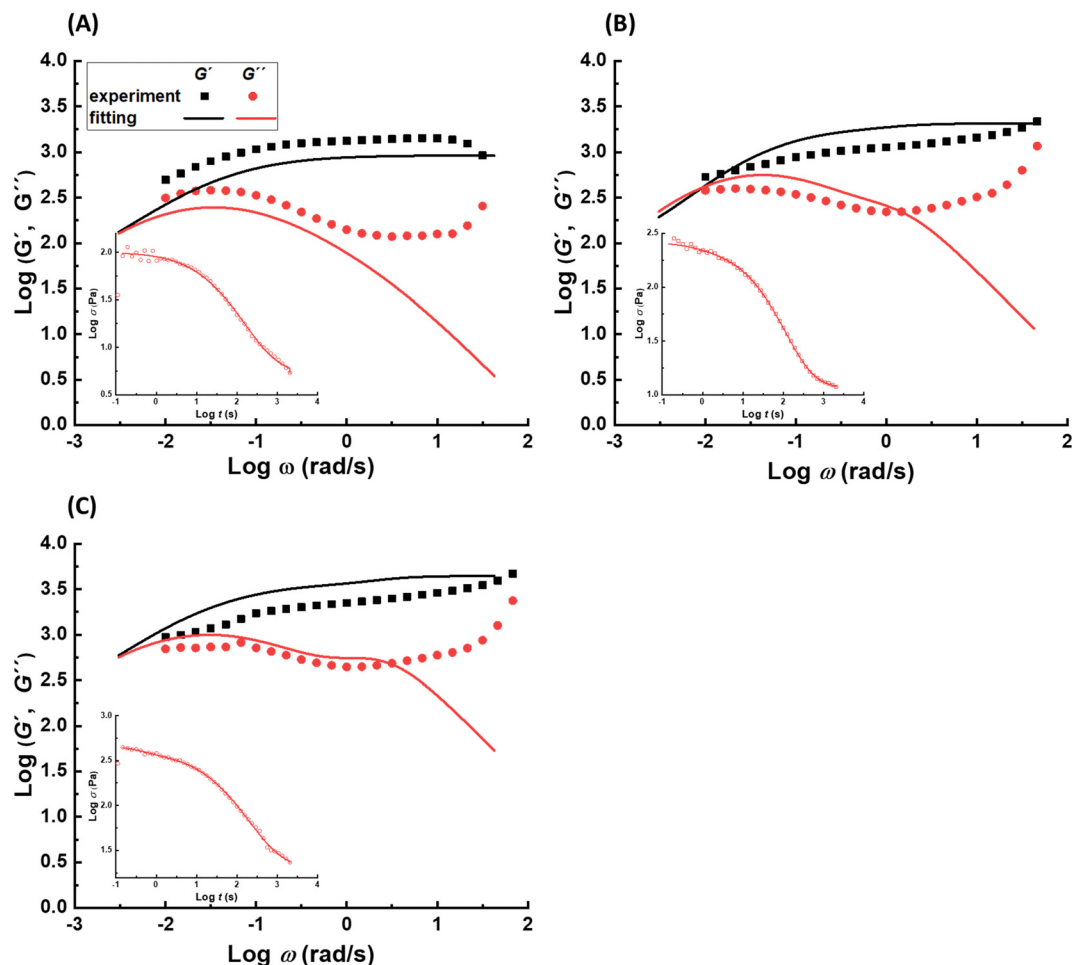 (A)
4.0
3.5
3.0
2.5
2.0
1.5
1.0
0.5
0.0
Log (G´, G´´)
G´ G´´
experiment
fitting
2.0
1.5
1.0
0.5
Log σ (Pa)
-1 0 1 2 3 4
Log t (s)
-3 -2 -1 0 1 2
Log ω (rad/s)
(B)
4.0
3.5
3.0
2.5
2.0
1.5
1.0
0.5
0.0
Log (G´, G´´)
2.5
2.0
1.5
1.0
Log σ (Pa)
-1 0 1 2 3 4
Log t (s)
-3 -2 -1 0 1 2
Log ω (rad/s)
(C)
4.0
3.5
3.0
2.5
2.0
1.5
1.0
0.5
0.0
Log (G´, G´´)
3.0
2.5
2.0
1.5
Log σ (Pa)
-1 0 1 2 3 4
Log t (s)
-3 -2 -1 0 1 2
Log ω (rad/s)